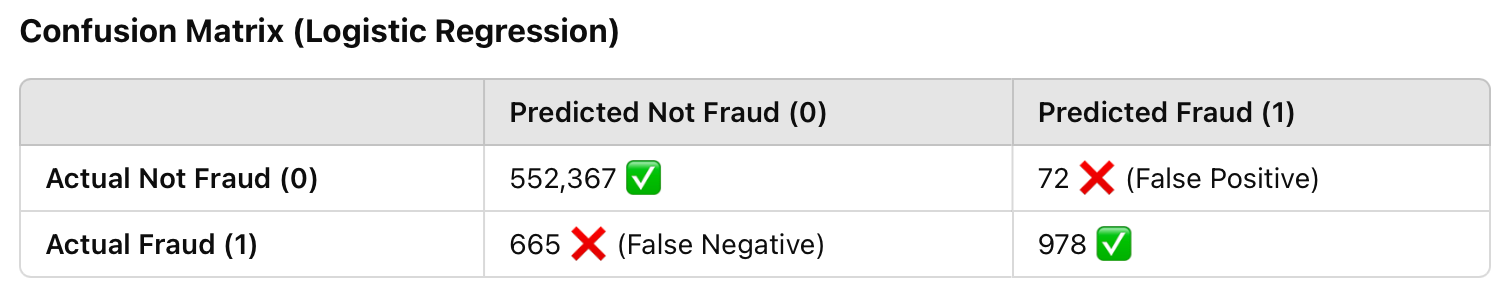 Confusion Matrix (Logistic Regression)
Predicted Not Fraud (0) Predicted Fraud (1)
Actual Not Fraud (0) 552,367 ✅ 72 ❌ (False Positive)
Actual Fraud (1) 665 ❌ (False Negative) 978 ✅